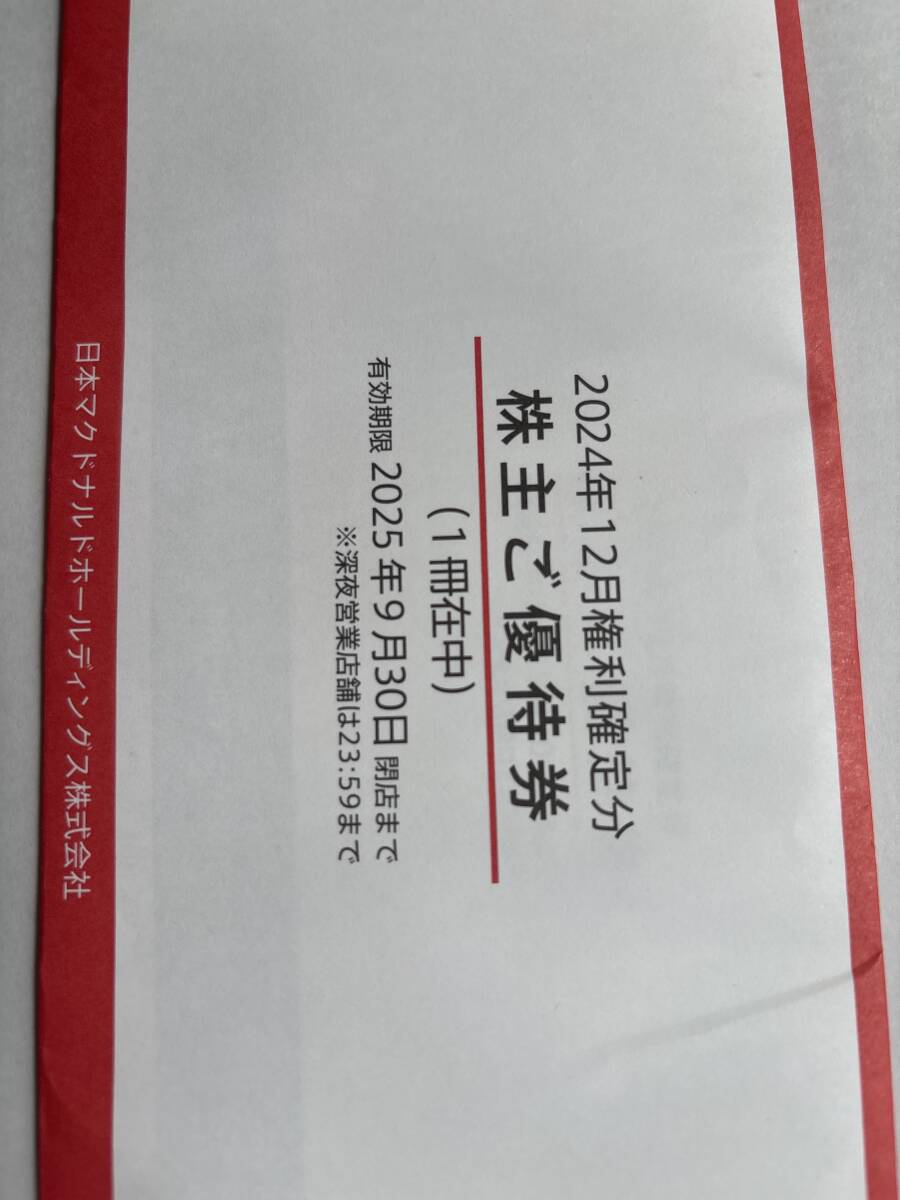 2024年12月権利確定分
株主ご優待券
(1冊在中)
有効期限 2025年9月30日 閉店まで
※深夜営業店舗は23:59まで
日本マクドナルドホールディングス株式会社